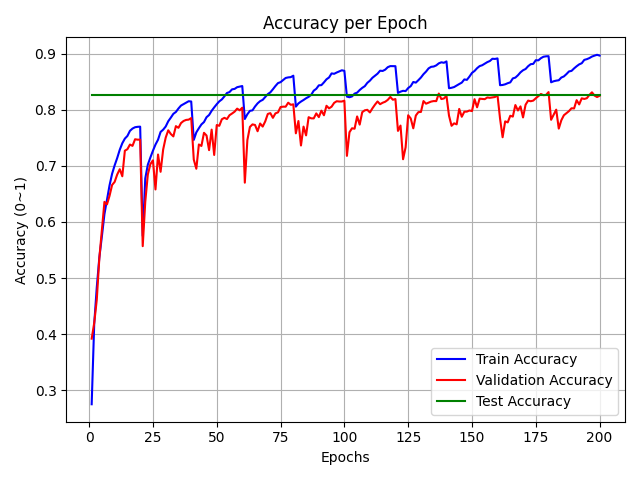 Accuracy per Epoch
Accuracy (0~1)
0.9
0.8
0.7
0.6
0.5
0.4
0.3
Train Accuracy
Validation Accuracy
Test Accuracy
0 25 50 75 100 125 150 175 200
Epochs